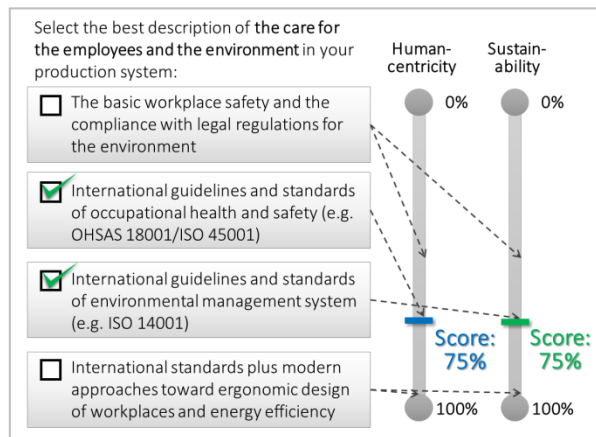 Select the best description of the care for
the employees and the environment in your
production system:
Human-
centricity
Sustain-
ability
0%
0%
The basic workplace safety and the
compliance with legal regulations for
the environment
International guidelines and standards
of occupational health and safety (e.g.
OHSAS 18001/ISO 45001)
International guidelines and standards
of environmental management system
(e.g. ISO 14001)
Score:
75%
Score:
75%
International standards plus modern
approaches toward ergonomic design
of workplaces and energy efficiency
100%
100%